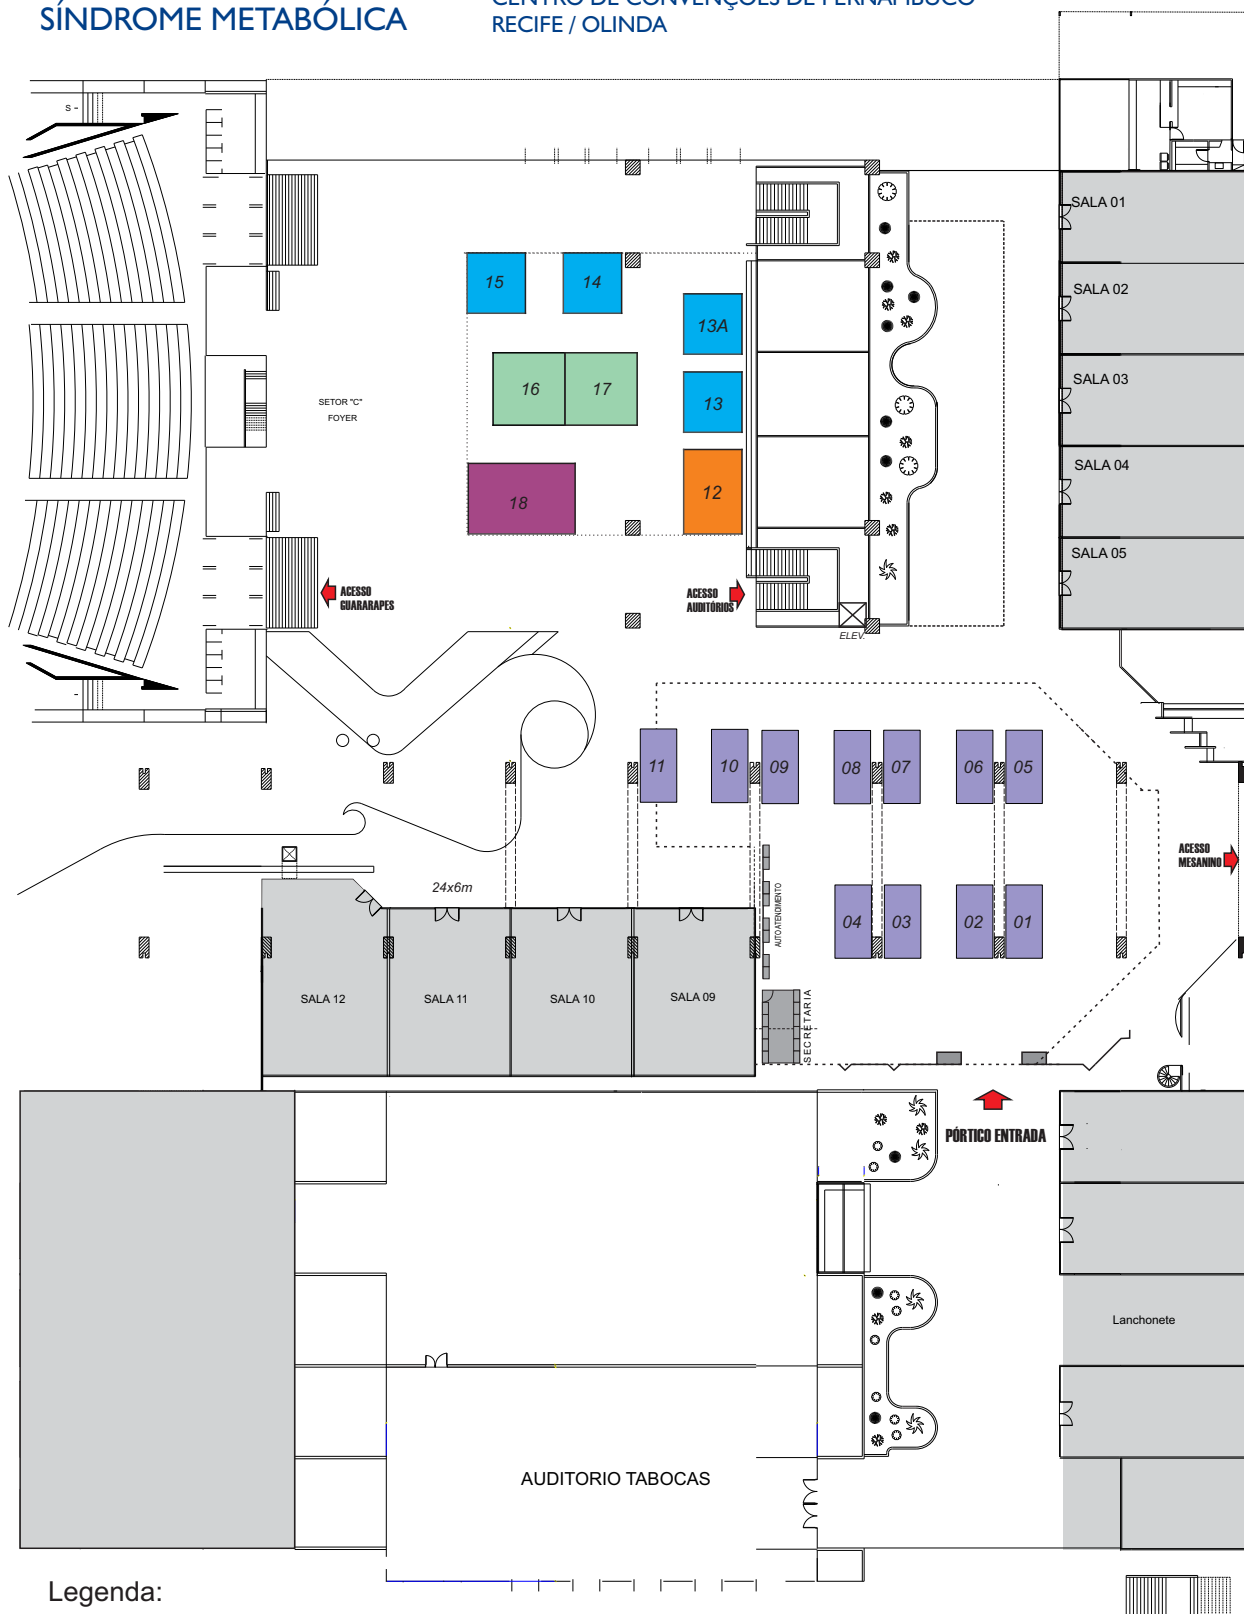 SÍNDROME METABÓLICA
RECIFE / OLINDA
S
SALA 01
SALA 02
SALA 03
SALA 04
SALA 05
15
14
13A
13
16
17
18
12
SETOR "C"
FOYER
ACESSO
GUARARAPES
ACESSO
AUDITÓRIOS
ELEV.
11
10
09
08
07
06
05
ACESSO
MESANINO
04
03
02
01
24x6m
AUTO ATENDIMENTO
SALA 12
SALA 11
SALA 10
SALA 09
SECRETARIA
PÓRTICO ENTRADA
Lanchonete
AUDITORIO TABOCAS
Legenda: